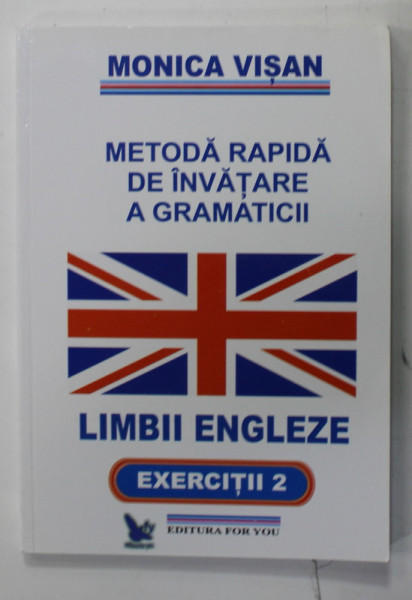 MONICA VIȘAN
METODĂ RAPIDĂ
DE ÎNVĂȚARE
A GRAMATICII
LIMBII ENGLEZE
EXERCIȚII 2
EDITURA FOR YOU